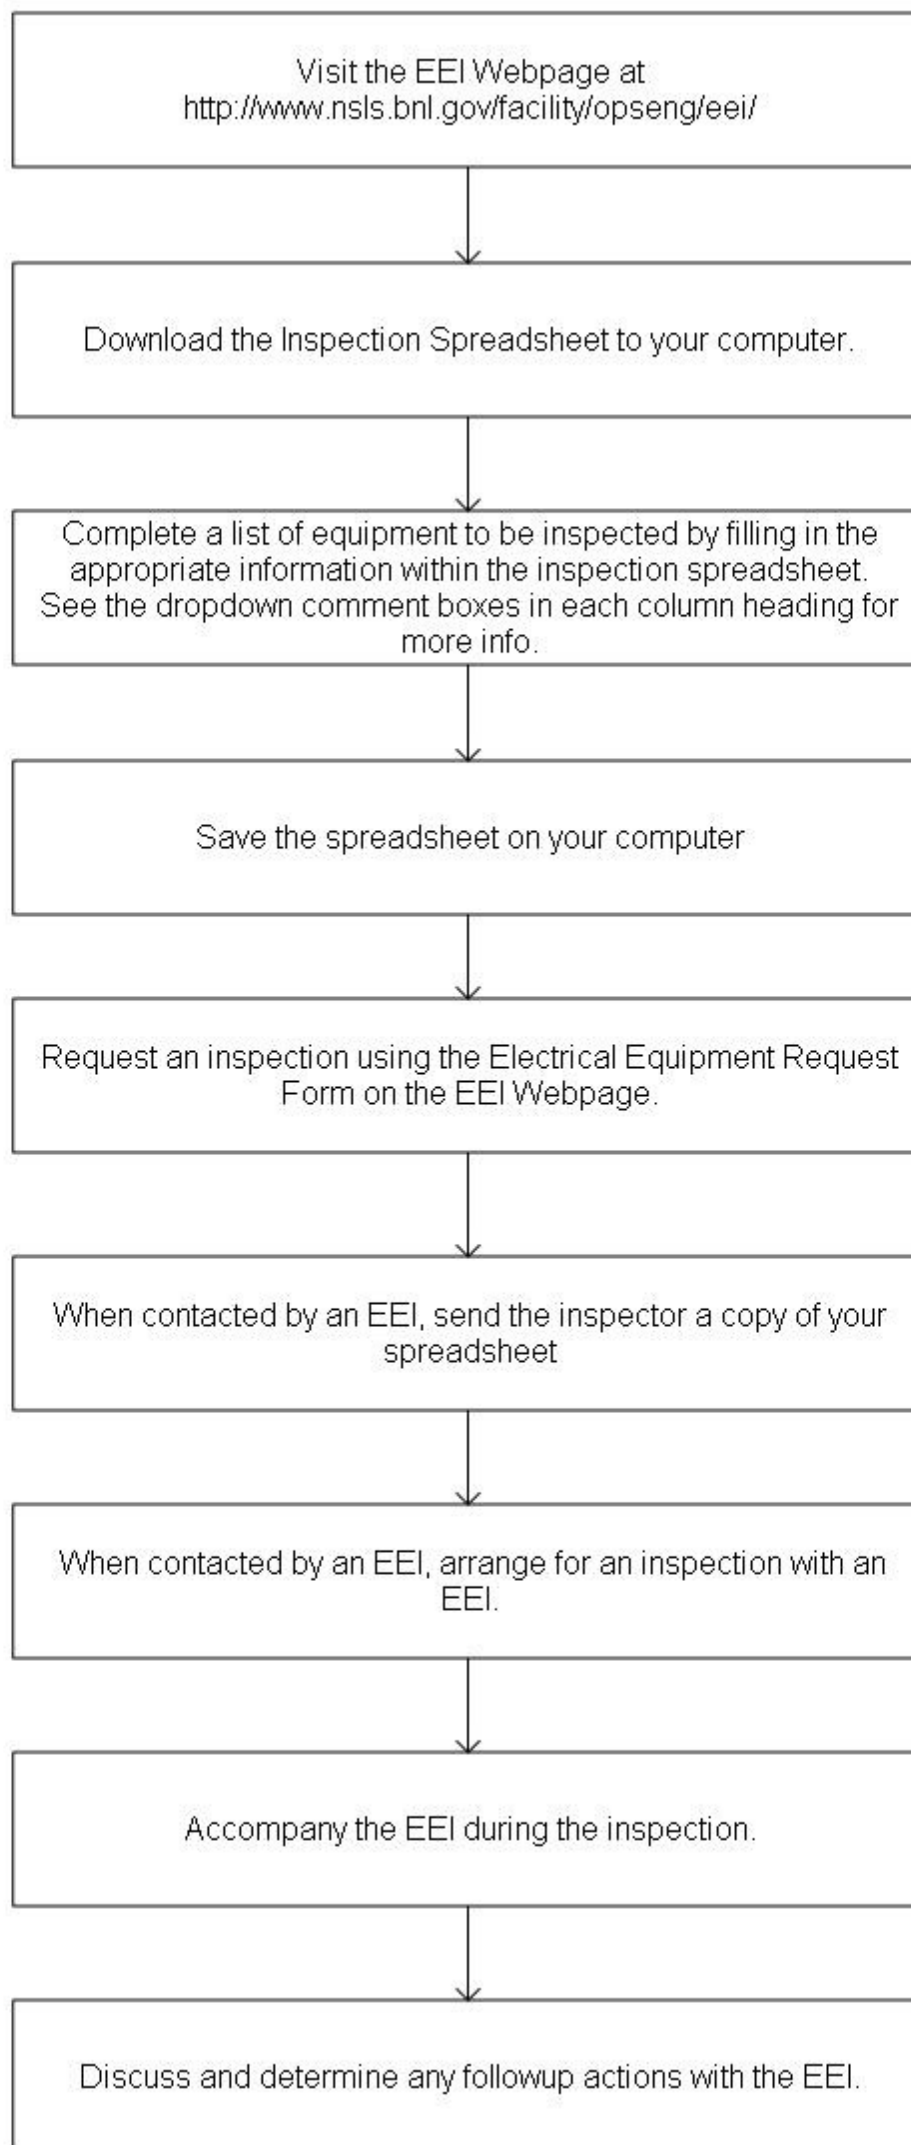 Visit the EEI Webpage at
http://www.nsls.bnl.gov/facility/opseng/eei/
Download the Inspection Spreadsheet to your computer.
Complete a list of equipment to be inspected by filling in the
appropriate information within the inspection spreadsheet.
See the dropdown comment boxes in each column heading for
more info.
Save the spreadsheet on your computer
Request an inspection using the Electrical Equipment Request
Form on the EEI Webpage.
When contacted by an EEI, send the inspector a copy of your
spreadsheet
When contacted by an EEI, arrange for an inspection with an
EEI.
Accompany the EEI during the inspection.
Discuss and determine any followup actions with the EEI.